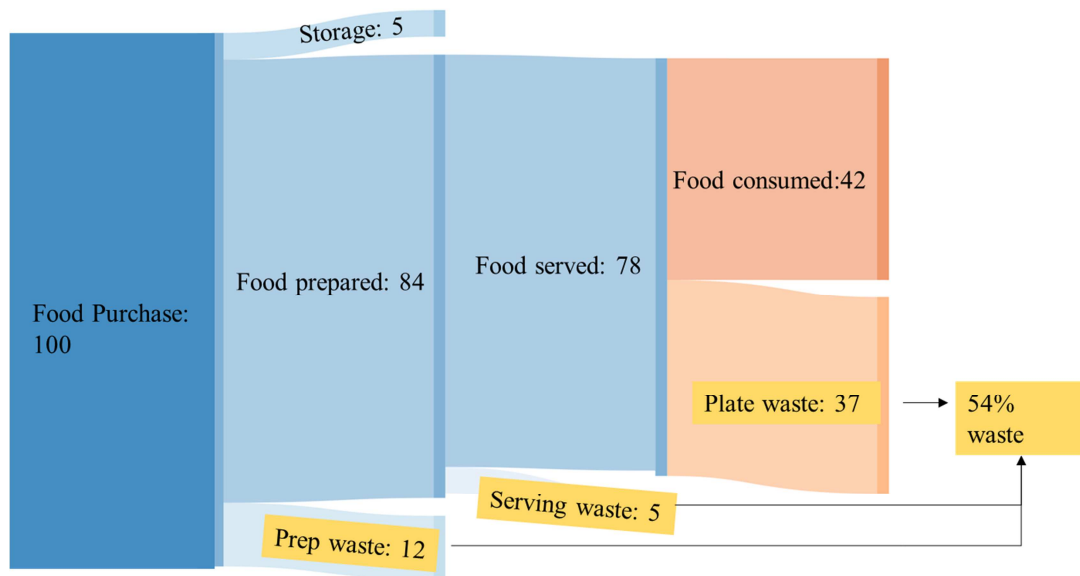 Storage: 5
Food consumed:42
Food prepared: 84
Food served: 78
Food Purchase:
100
Plate waste: 37
54%
waste
Serving waste: 5
Prep waste: 12